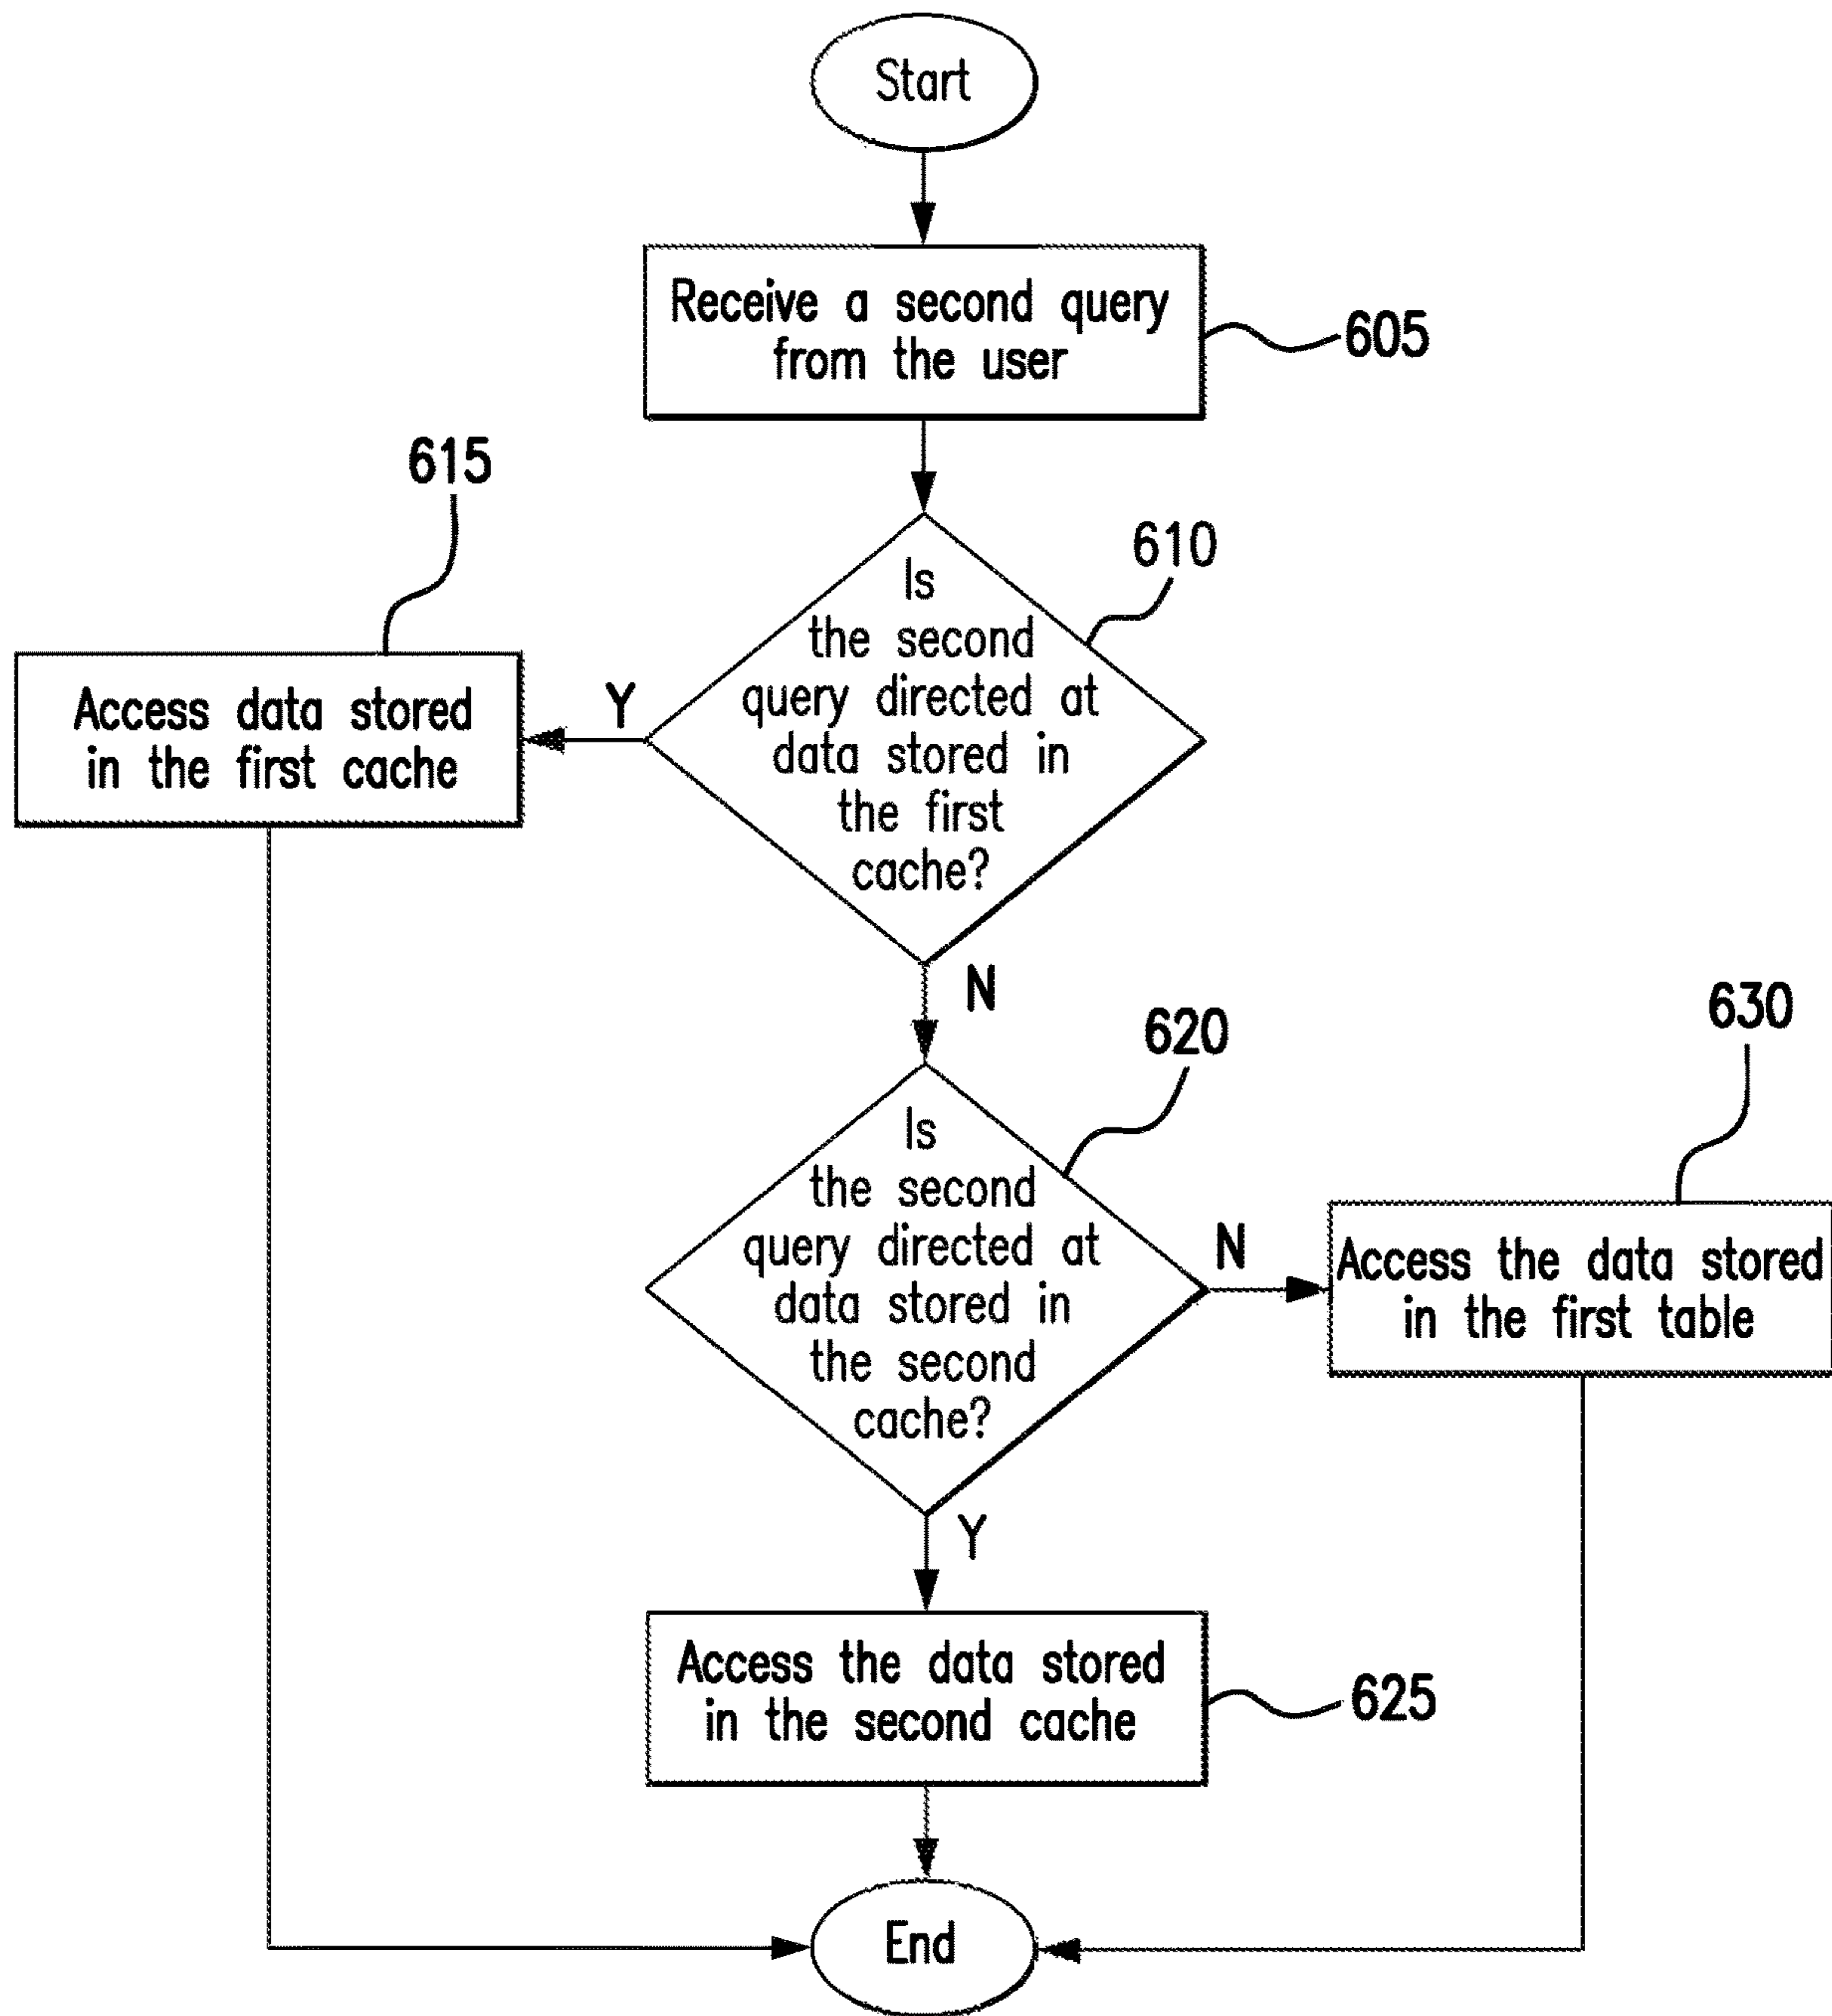 Start
Receive a second query
from the user
605
615
610
Is
the second
query directed at
data stored in
the first
cache?
Y
Access data stored
in the first cache
N
620
630
Is
the second
query directed at
data stored in
the second
cache?
N
Access the data stored
in the first table
Y
Access the data stored
in the second cache
625
End